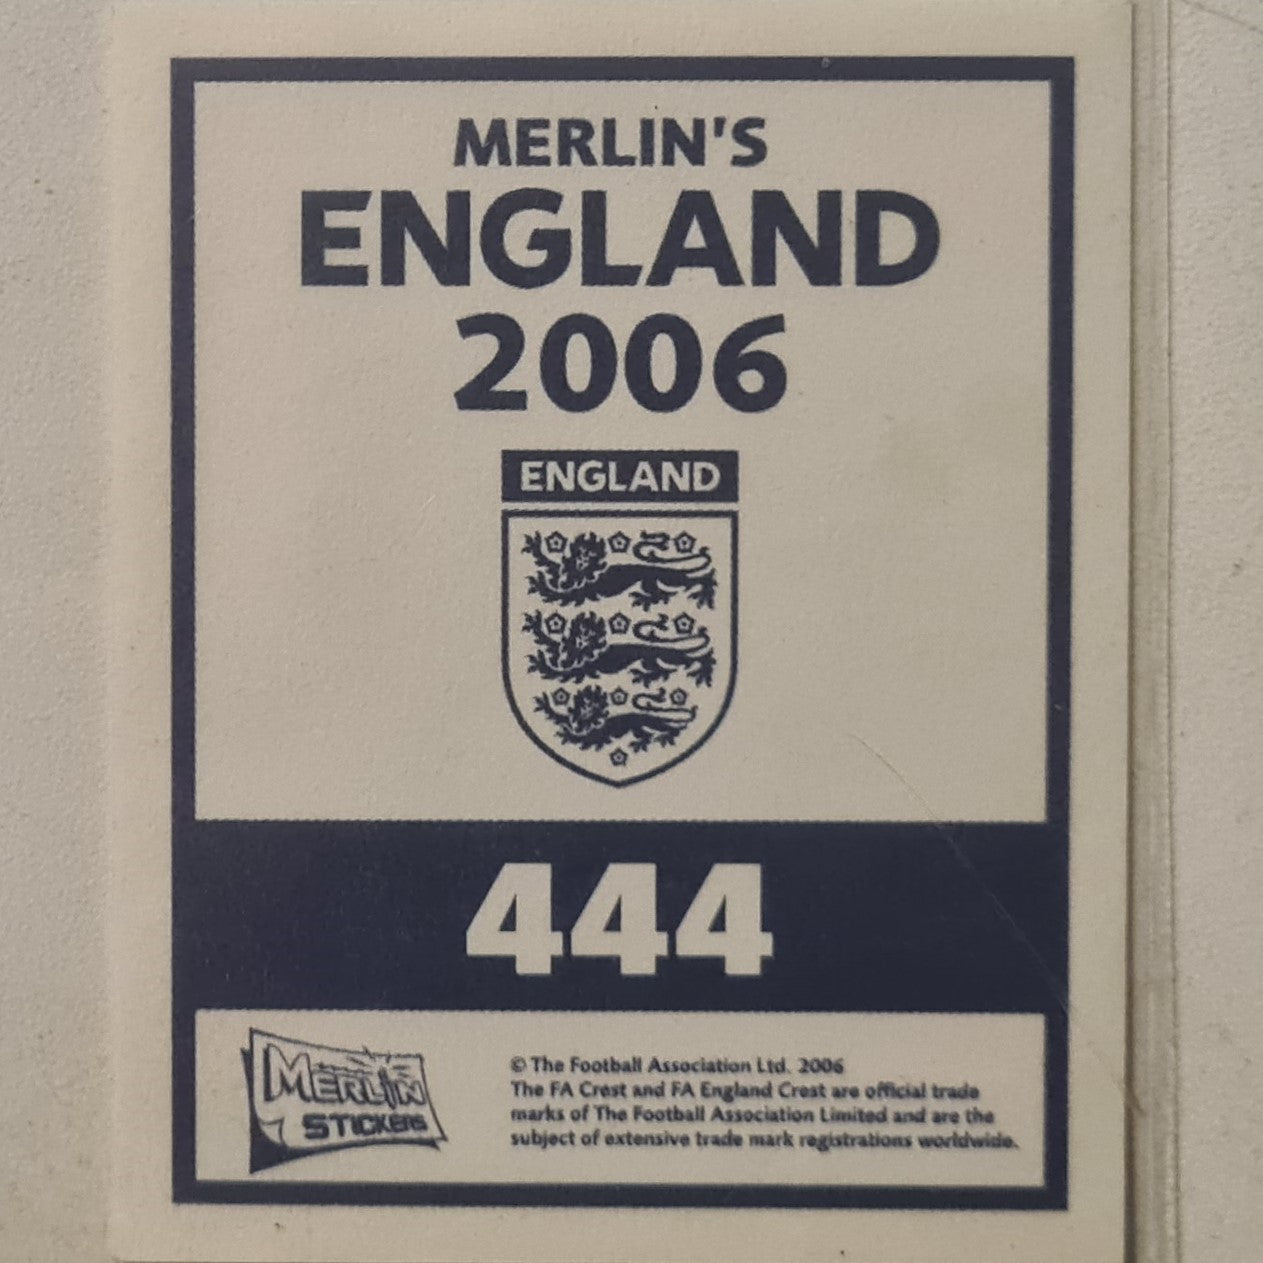 MERLIN'S
ENGLAND
2006
ENGLAND
444
MERLIN
STICKERS
© The Football Association Ltd. 2006
The FA Crest and FA England Crest are official trade
marks of The Football Association Limited and are the
subject of extensive trade mark registrations worldwide.